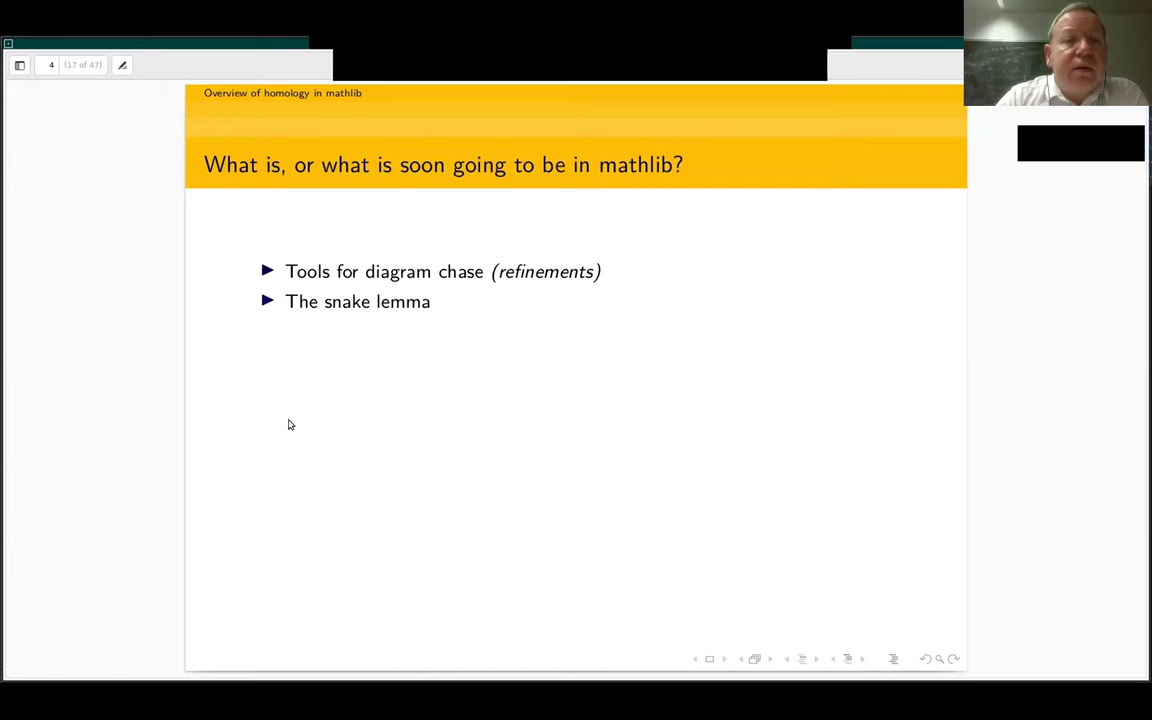 4 (17 of 47)
Overview of homology in mathlib
What is, or what is soon going to be in mathlib?
Tools for diagram chase (refinements)
The snake lemma